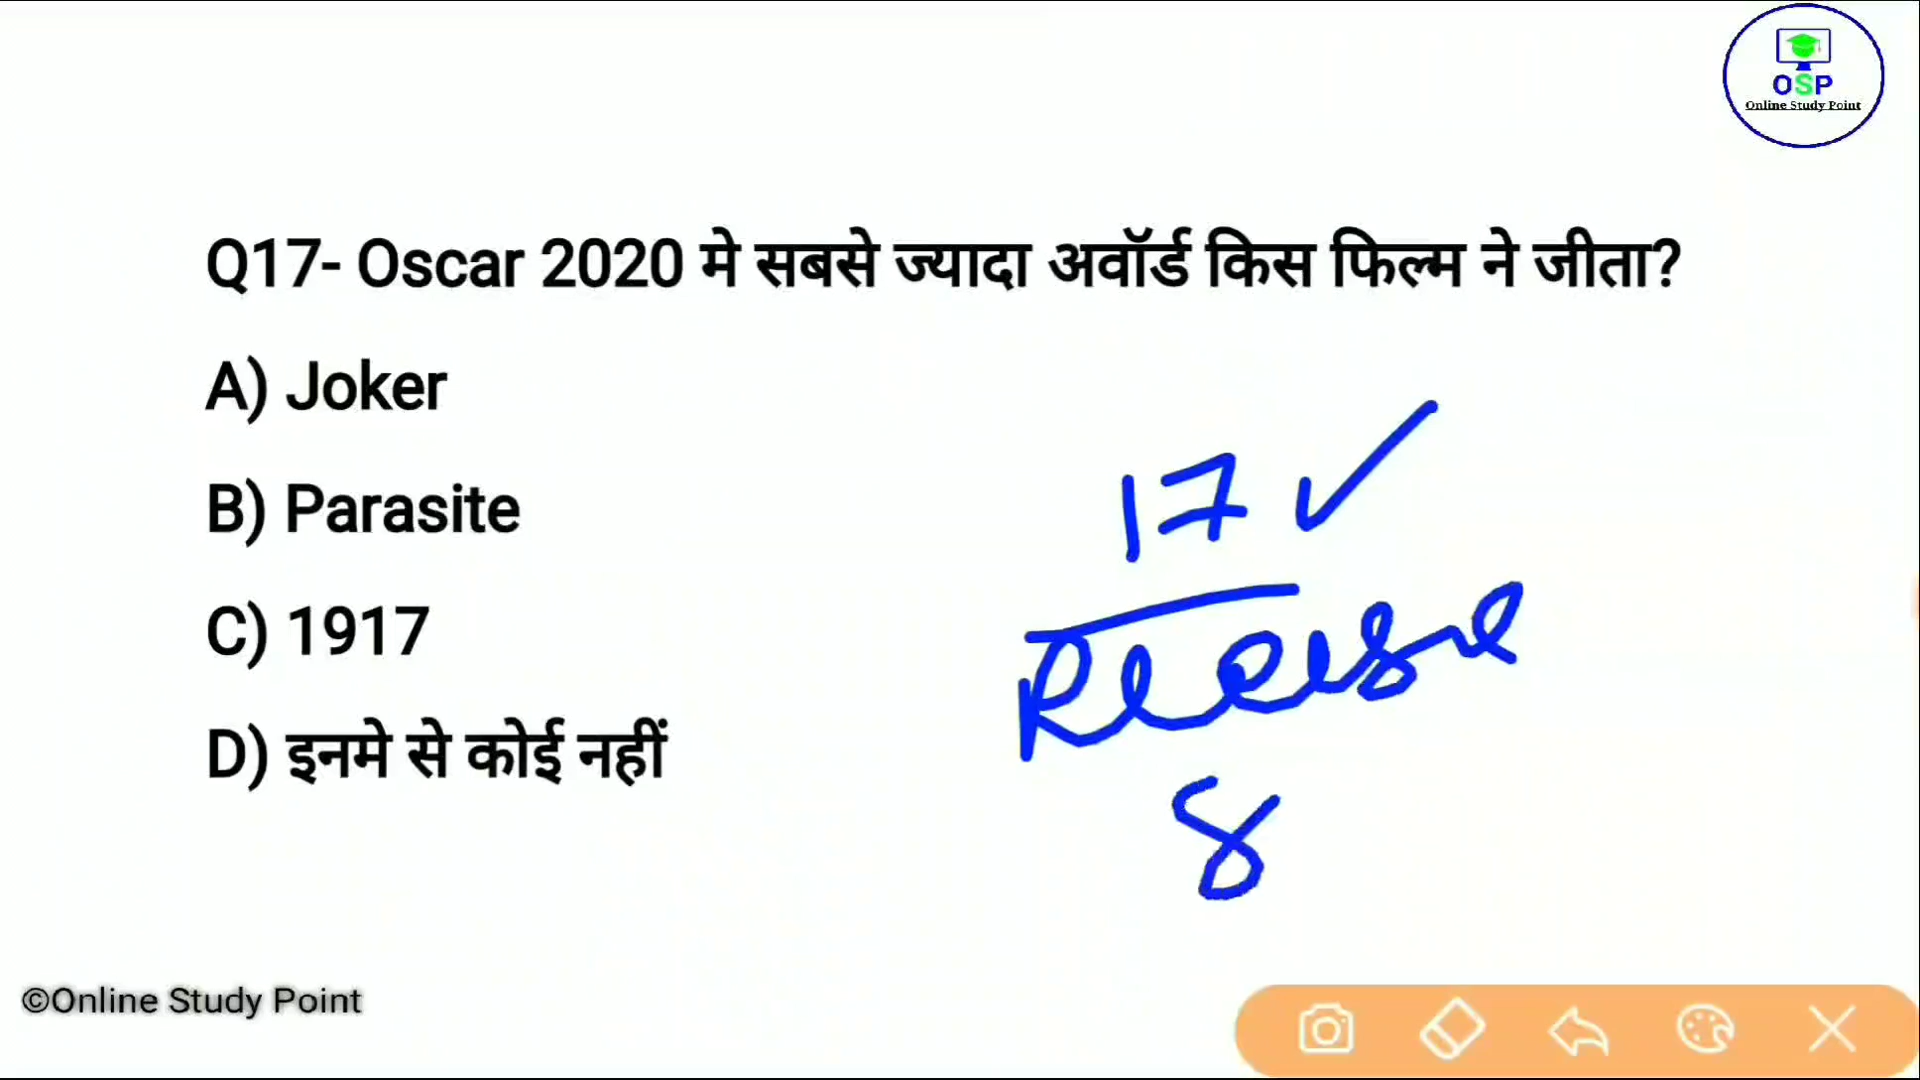 OSP
Online Study Point
Q17- Oscar 2020 मे सबसे ज्यादा अवॉर्ड किस फिल्म ने जीता?
A) Joker
B) Parasite
C) 1917
D) इनमे से कोई नहीं
17
8
©Online Study Point